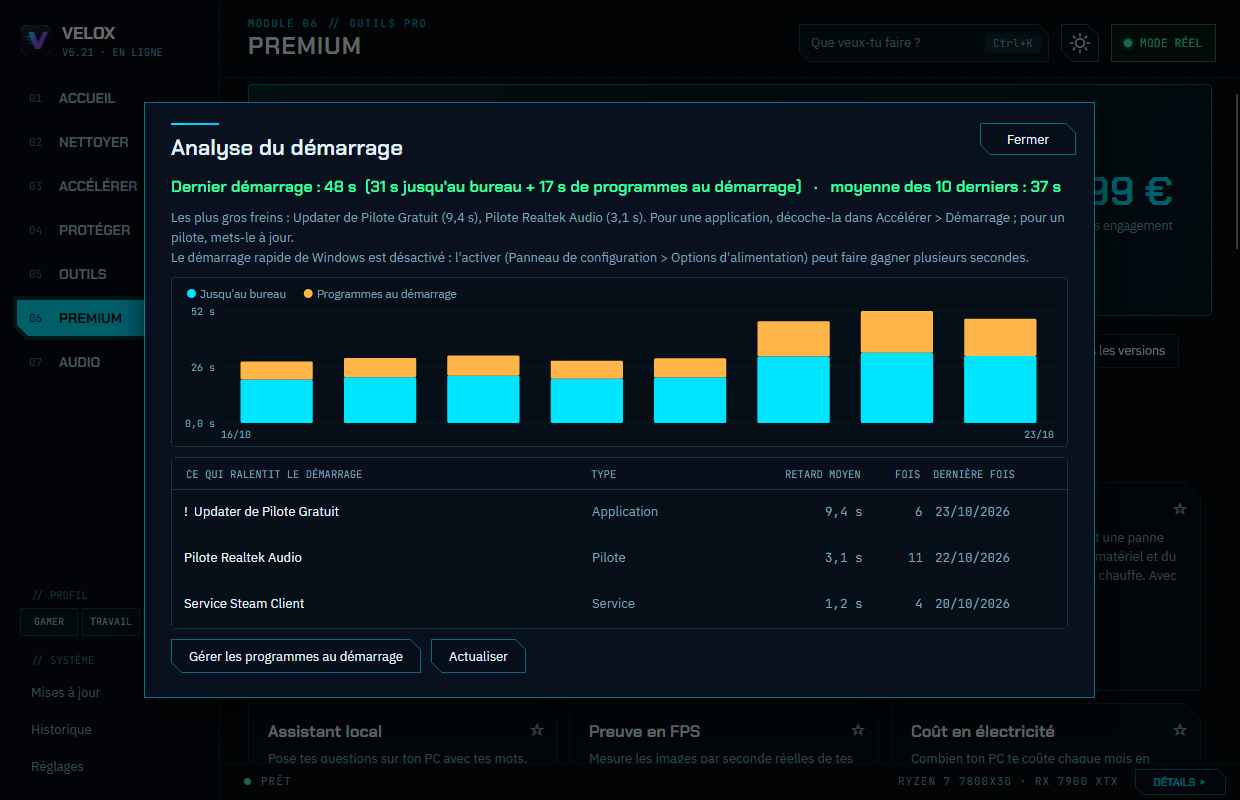 VELOX
V5.21 · EN LIGNE
MODULE 06 // OUTILS PRO
PREMIUM
Que veux-tu faire ? Ctrl+K
MODE RÉEL
01 ACCUEIL
02 NETTOYER
03 ACCÉLÉRER
04 PROTÉGER
05 OUTILS
06 PREMIUM
07 AUDIO
// PROFIL
GAMER TRAVAIL
// SYSTÈME
Mises à jour
Historique
Réglages
Analyse du démarrage
Fermer
Dernier démarrage : 48 s (31 s jusqu'au bureau + 17 s de programmes au démarrage) · moyenne des 10 derniers : 37 s
Les plus gros freins : Updater de Pilote Gratuit (9,4 s), Pilote Realtek Audio (3,1 s). Pour une application, décoche-la dans Accélérer > Démarrage ; pour un
pilote, mets-le à jour.
Le démarrage rapide de Windows est désactivé : l'activer (Panneau de configuration > Options d'alimentation) peut faire gagner plusieurs secondes.
Jusqu'au bureau Programmes au démarrage
52 s
26 s
0,0 s
16/10 23/10
CE QUI RALENTIT LE DÉMARRAGE TYPE RETARD MOYEN FOIS DERNIÈRE FOIS
! Updater de Pilote Gratuit Application 9,4 s 6 23/10/2026
Pilote Realtek Audio Pilote 3,1 s 11 22/10/2026
Service Steam Client Service 1,2 s 4 20/10/2026
Gérer les programmes au démarrage Actualiser
99 €
engagement
les versions
une panne
matériel et du
chauffe. Avec
Assistant local
Pose tes questions sur ton PC avec tes mots.
Preuve en FPS
Mesure les images par seconde réelles de tes
Coût en électricité
Combien ton PC te coûte chaque mois en
PRÊT
RYZEN 7 7800X3D · RX 7900 XTX
DÉTAILS ▸